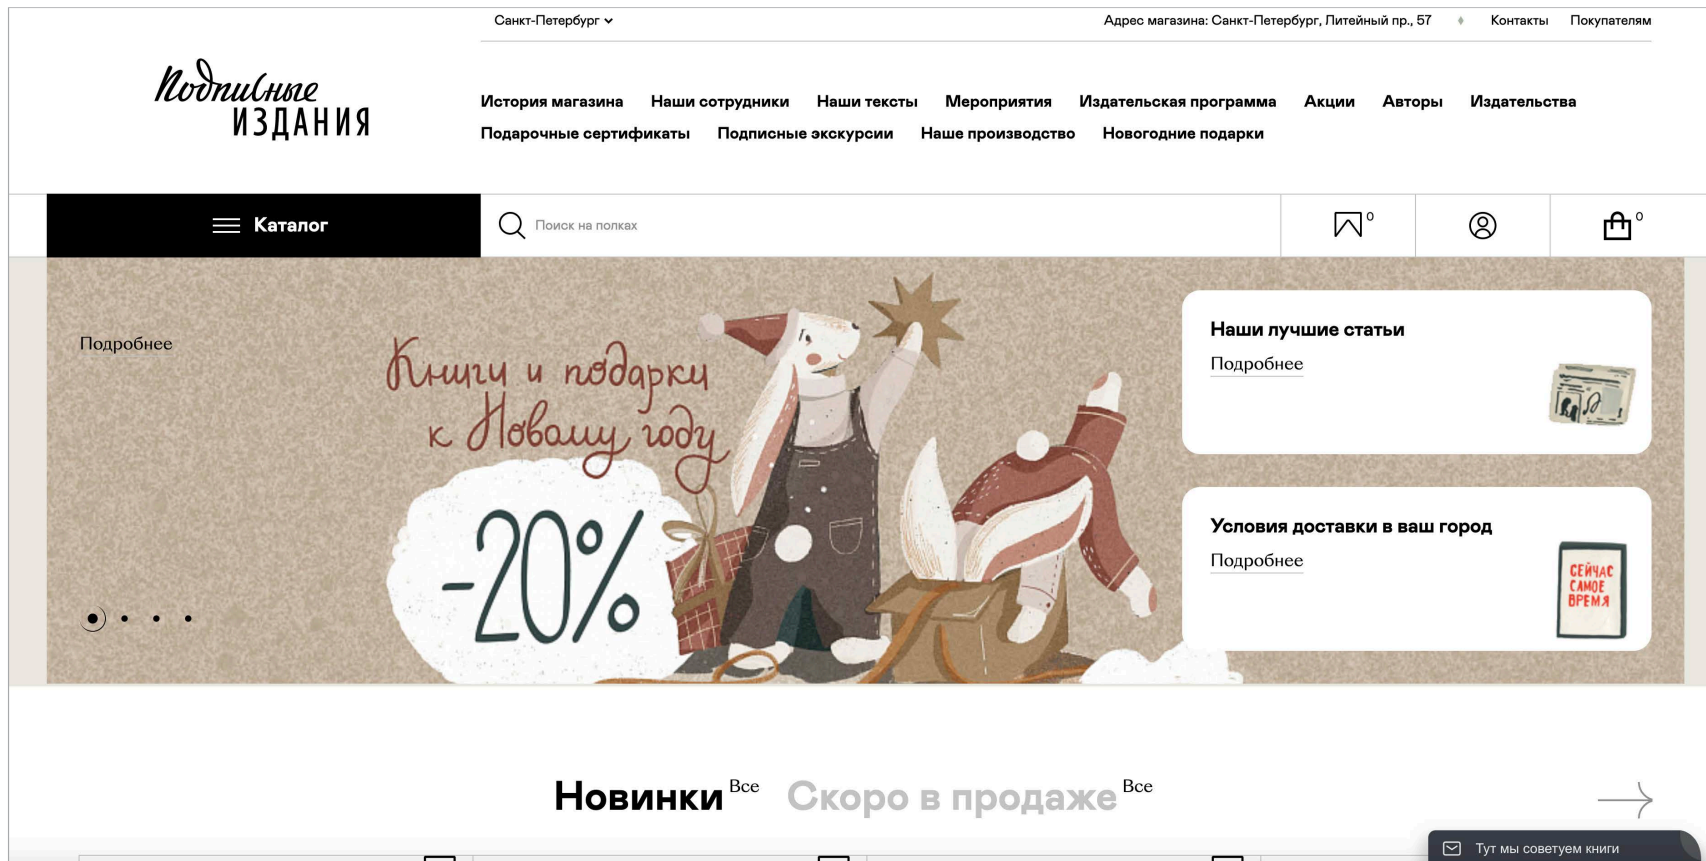 Санкт-Петербург
Адрес магазина: Санкт-Петербург, Литейный пр., 57
Контакты
Покупателям
Подписные
ИЗДАНИЯ
История магазина Наши сотрудники Наши тексты Мероприятия Издательская программа Акции Авторы Издательства
Подарочные сертификаты Подписные экскурсии Наше производство Новогодние подарки
Каталог
Поиск на полках
0
0
Подробнее
Книги и подарки
к Новому году
-20%
Наши лучшие статьи
Подробнее
Условия доставки в ваш город
Подробнее
СЕЙЧАС
САМОЕ
ВРЕМЯ
Новинки Все Скоро в продаже Все
Тут мы советуем книги